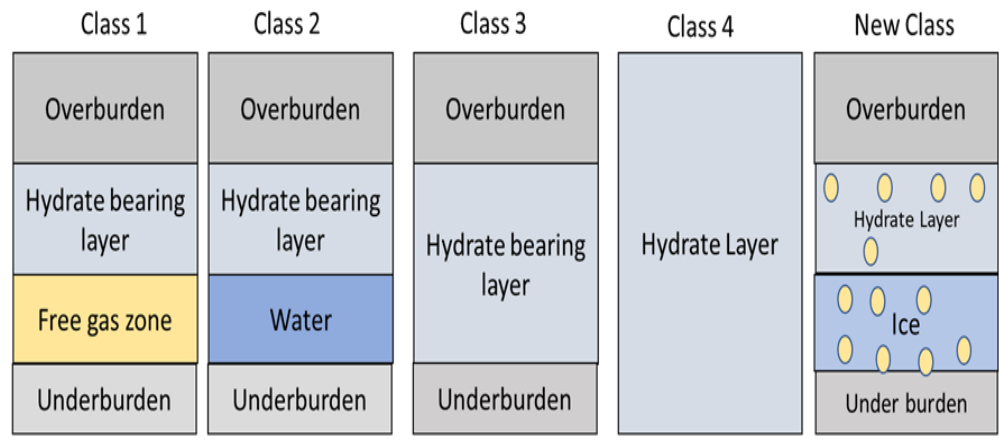 Class 1
Overburden
Hydrate bearing
layer
Free gas zone
Underburden
Class 2
Overburden
Hydrate bearing
layer
Water
Underburden
Class 3
Overburden
Hydrate bearing
layer
Underburden
Class 4
Hydrate Layer
New Class
Overburden
Hydrate Layer
Ice
Under burden